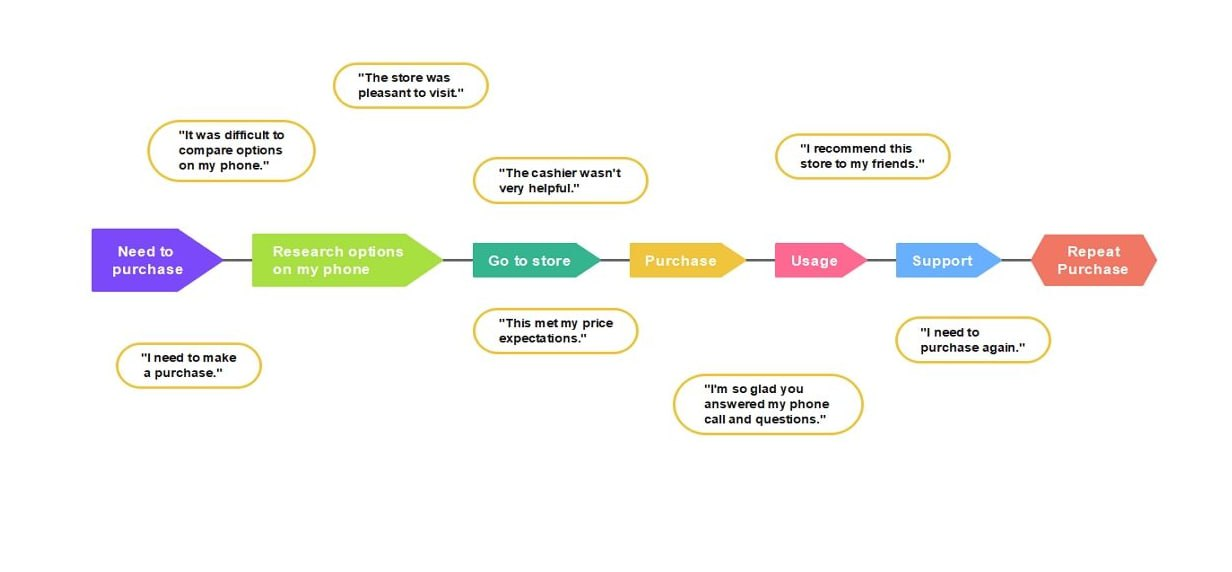 "The store was
pleasant to visit."
"It was difficult to
compare options
on my phone."
"I recommend this
store to my friends."
"The cashier wasn't
very helpful."
Need to
purchase
Research options
on my phone
Go to store
Purchase
Usage
Support
Repeat
Purchase
"This met my price
expectations."
"I need to
purchase again."
"I need to make
a purchase."
"I'm so glad you
answered my phone
call and questions."